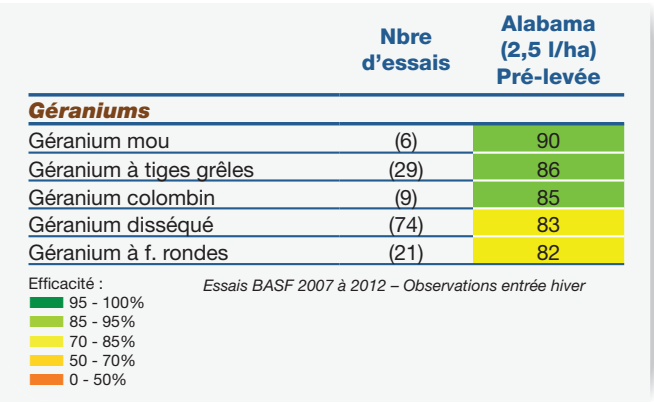 Nbre d'essais
Alabama (2,5 l/ha) Pré-levée
Géraniums
Géranium mou (6) 90
Géranium à tiges grêles (29) 86
Géranium colombin (9) 85
Géranium disséqué (74) 83
Géranium à f. rondes (21) 82
Efficacité :
Essais BASF 2007 à 2012 – Observations entrée hiver
95 - 100%
85 - 95%
70 - 85%
50 - 70%
0 - 50%